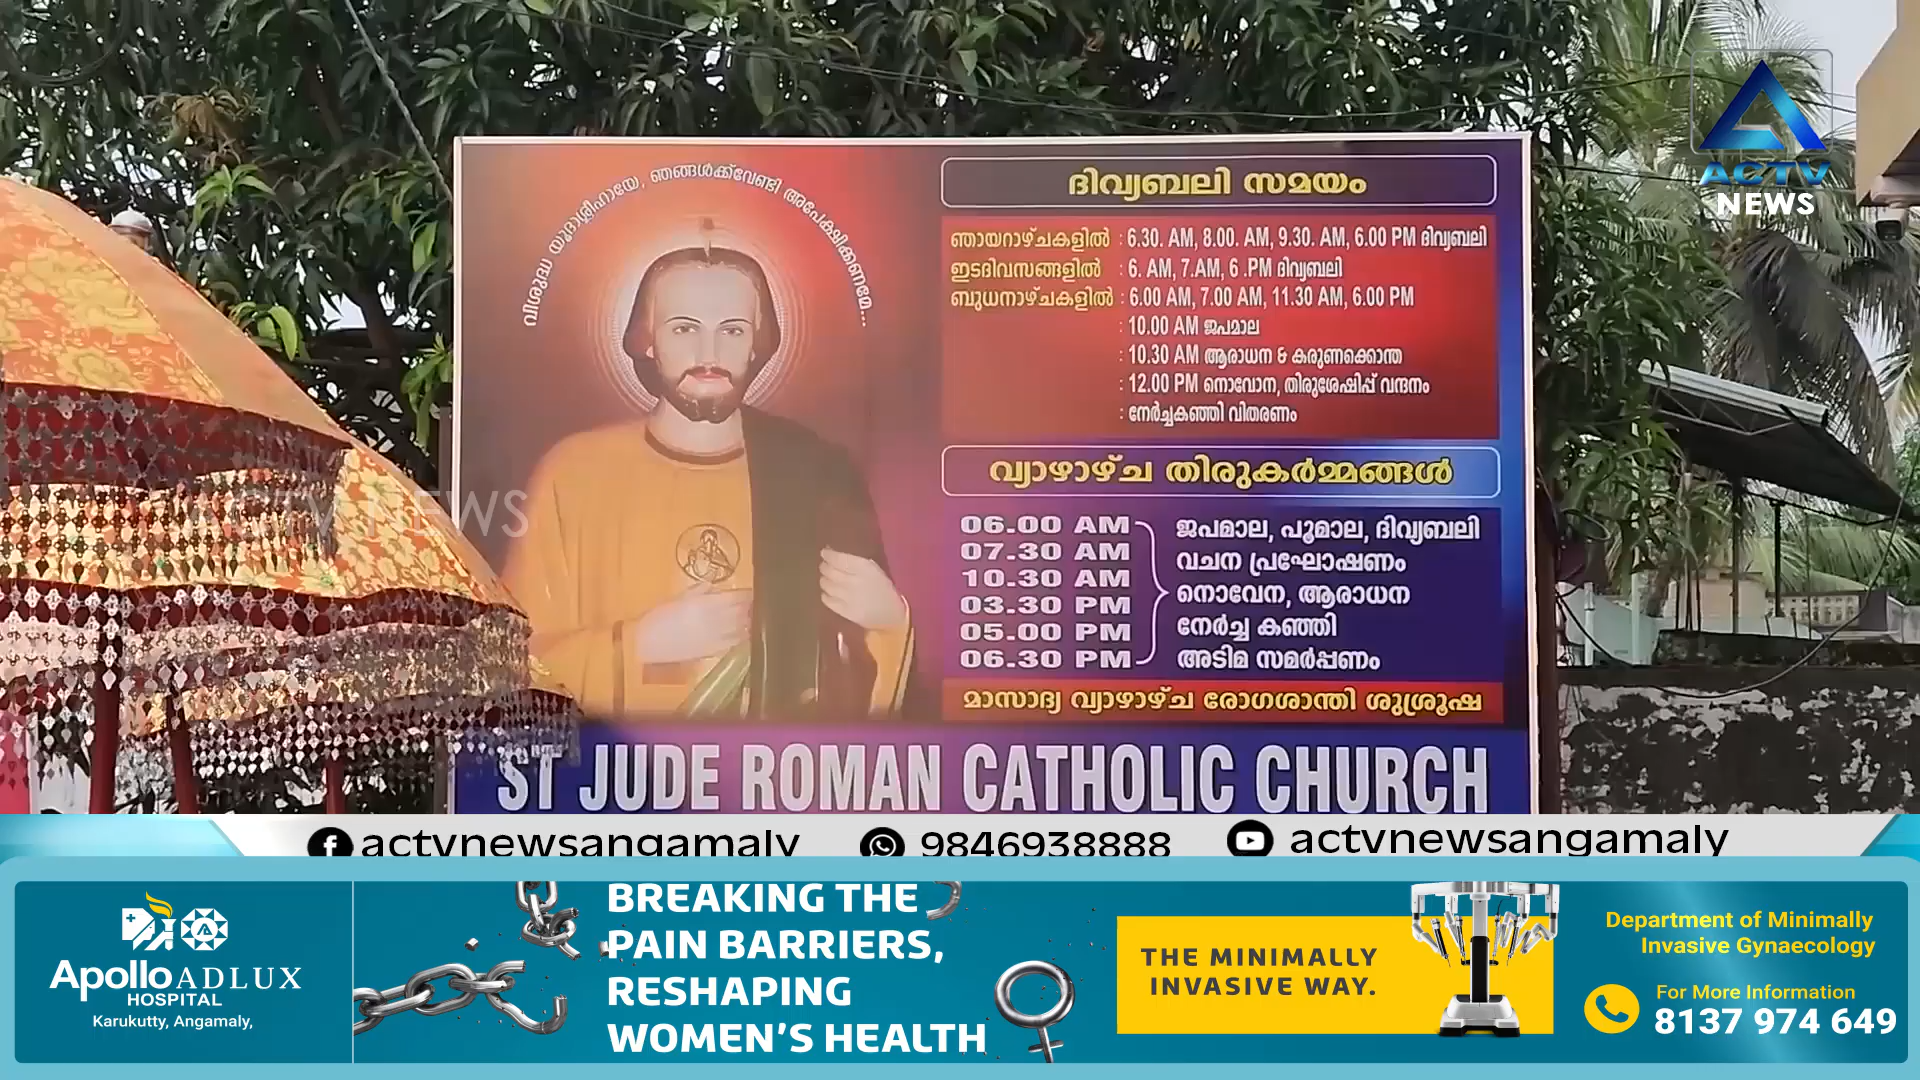 വിശുദ്ധ യൂദാശ്ലീഹായേ, ഞങ്ങൾക്ക്‌വേണ്ടി അപേക്ഷിക്കണമേ...
ദിവ്യബലി സമയം
ഞായറാഴ്ചകളിൽ : 6.30. AM, 8.00. AM, 9.30. AM, 6.00 PM ദിവ്യബലി
ഇടദിവസങ്ങളിൽ : 6. AM, 7.AM, 6 .PM ദിവ്യബലി
ബുധനാഴ്ചകളിൽ : 6.00 AM, 7.00 AM, 11.30 AM, 6.00 PM
: 10.00 AM ജപമാല
: 10.30 AM ആരാധന & കരുണക്കൊന്ത
: 12.00 PM നൊവോന, തിരുശേഷിപ്പ് വന്ദനം
: നേർച്ചകഞ്ഞി വിതരണം
വ്യാഴാഴ്ച തിരുകർമ്മങ്ങൾ
06.00 AM
07.30 AM
10.30 AM
03.30 PM
05.00 PM
06.30 PM
ജപമാല, പൂമാല, ദിവ്യബലി
വചന പ്രഘോഷണം
നൊവേന, ആരാധന
നേർച്ച കഞ്ഞി
അടിമ സമർപ്പണം
മാസാദ്യ വ്യാഴാഴ്ച രോഗശാന്തി ശുശ്രൂഷ
ST JUDE ROMAN CATHOLIC CHURCH
ACTV NEWS
ACTV
NEWS
actvnewsangamaly 9846938888 actvnewsangamaly
Apollo ADLUX
HOSPITAL
Karukutty, Angamaly,
BREAKING THE
PAIN BARRIERS,
RESHAPING
WOMEN'S HEALTH
THE MINIMALLY
INVASIVE WAY.
Department of Minimally
Invasive Gynaecology
For More Information
8137 974 649